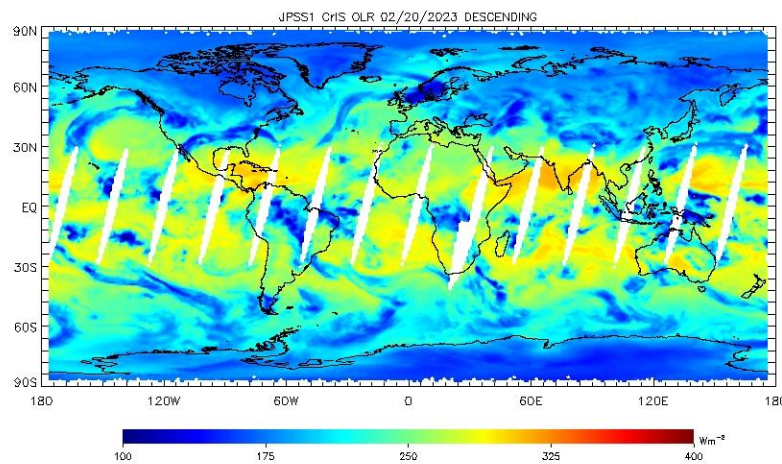 JPSS1 CrIS OLR 02/20/2023 DESCENDING
90N
60N
30N
EQ
30S
60S
90S
180 120W 60W 0 60E 120E 180
100 175 250 325 400 Wm⁻²